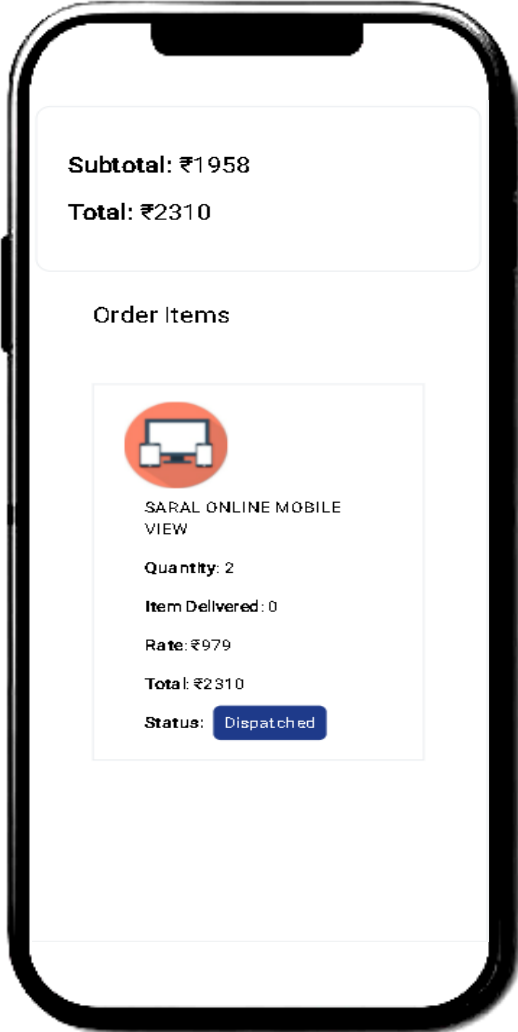 Subtotal: ₹1958
Total: ₹2310
Order Items
SARAL ONLINE MOBILE
VIEW
Quantity: 2
Item Delivered: 0
Rate: ₹979
Total: ₹2310
Status: Dispatched